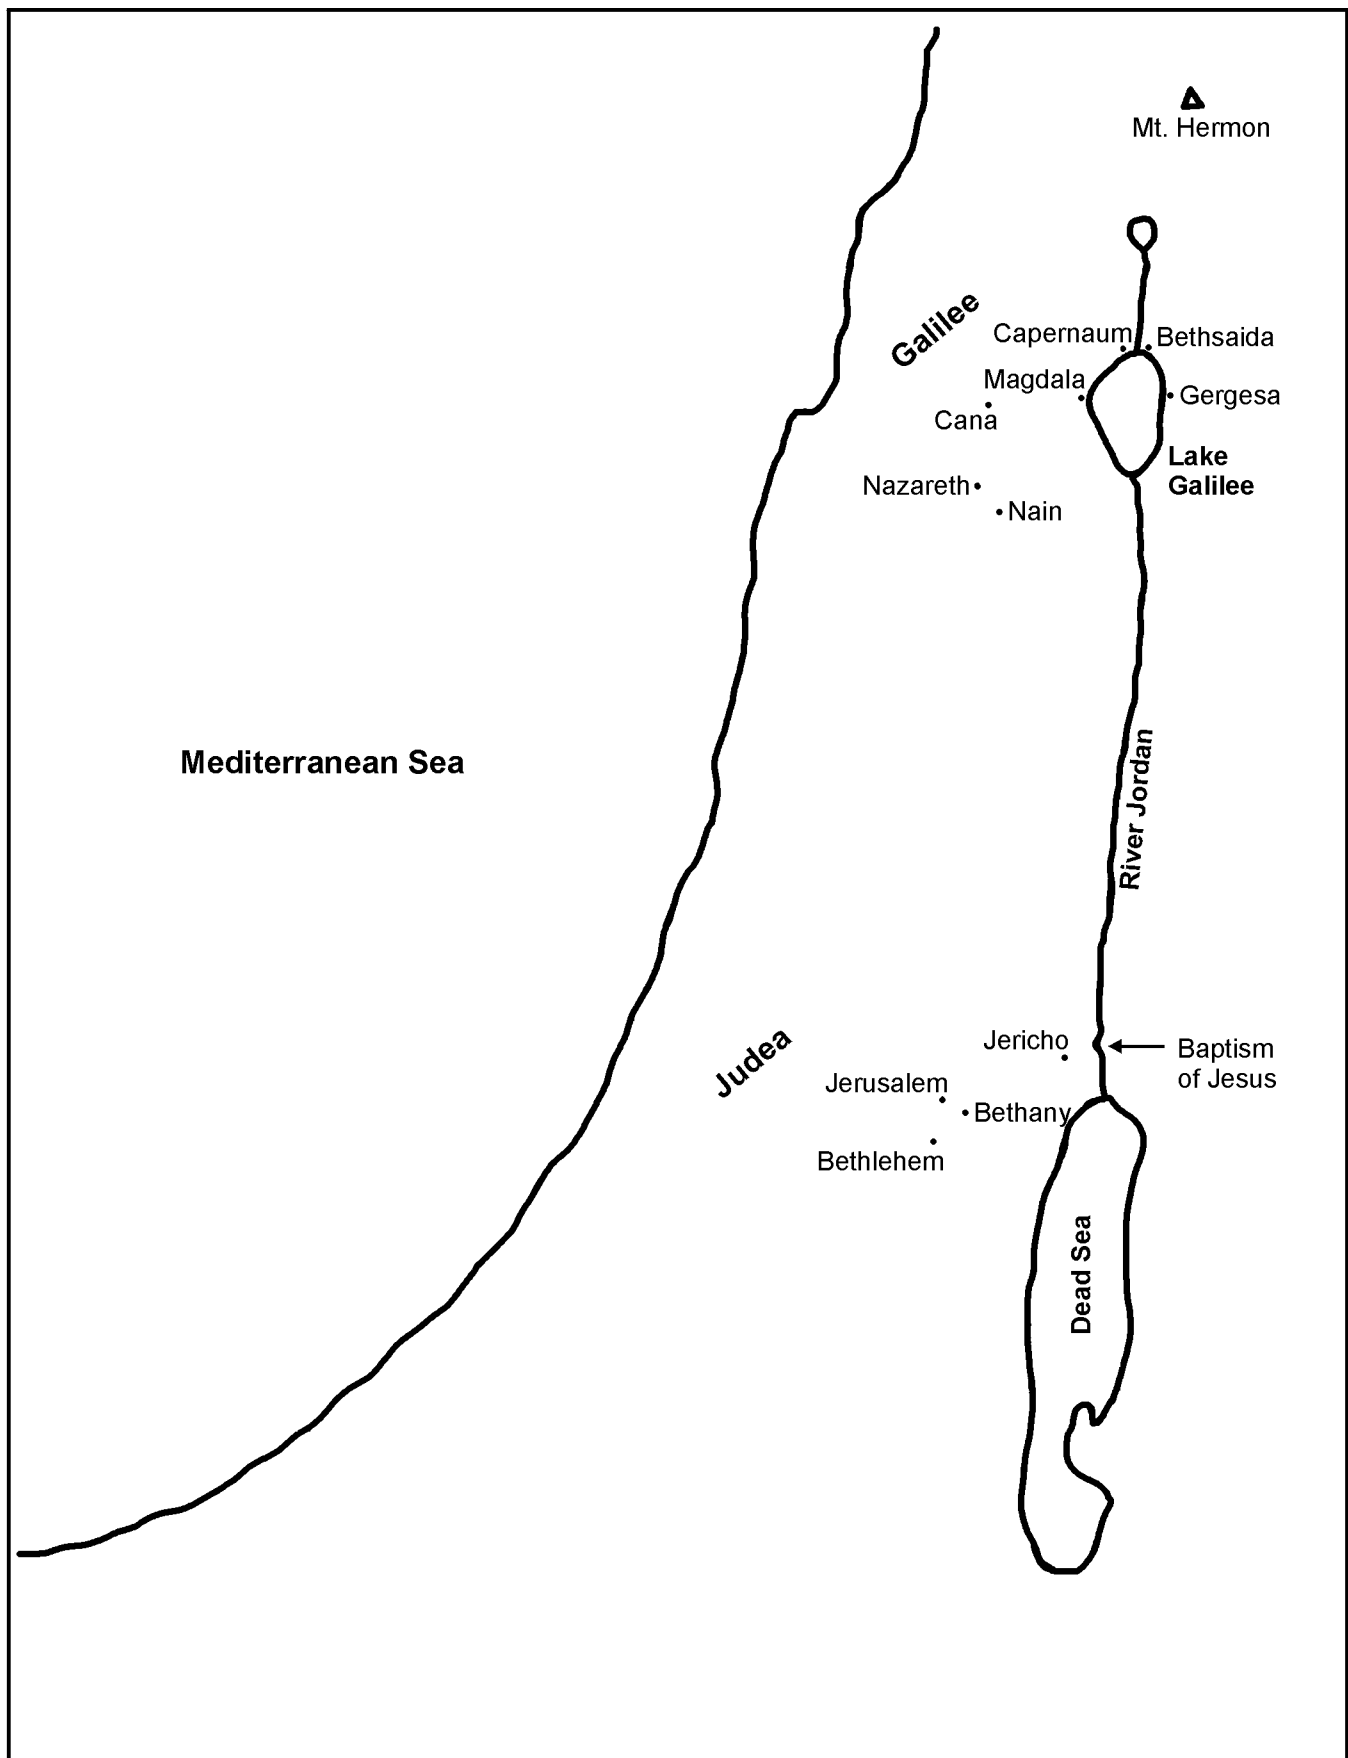 Mt. Hermon
Galilee
Capernaum
Bethsaida
Magdala
Gergesa
Cana
Lake
Galilee
Nazareth
Nain
Mediterranean Sea
River Jordan
Judea
Jericho
Baptism
of Jesus
Jerusalem
Bethany
Bethlehem
Dead Sea